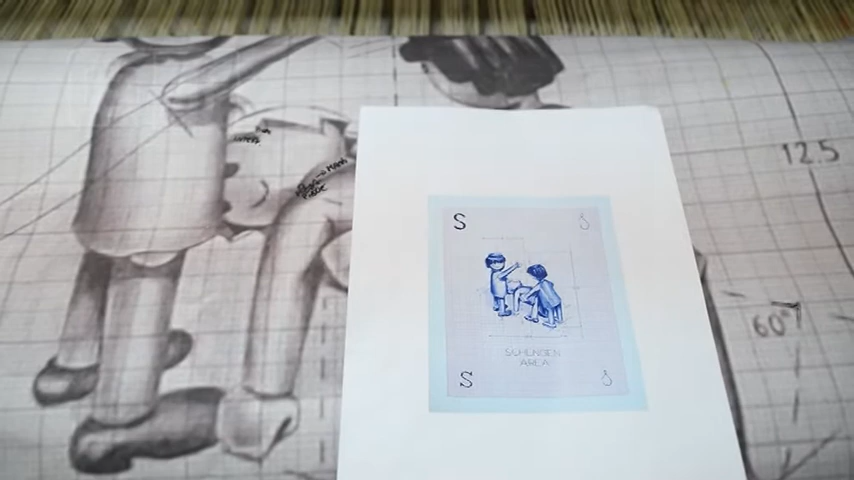 12.5
60°
S S
SCHENGEN
AREA
S S